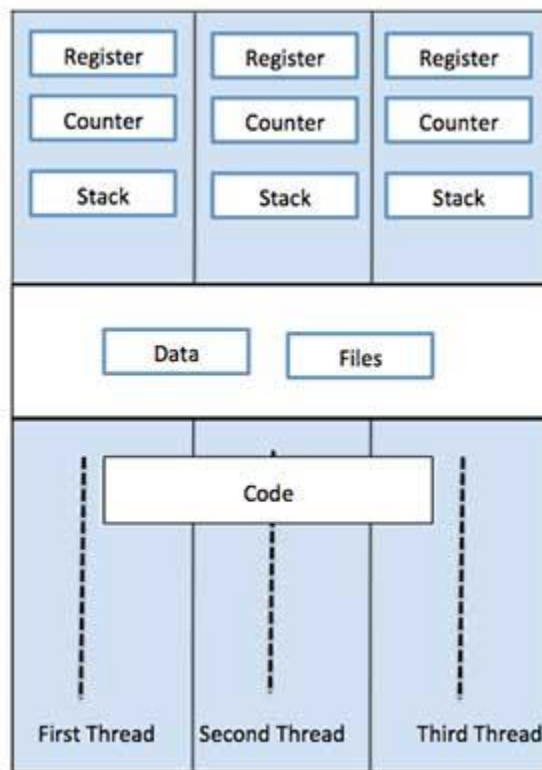 Register Register Register
Counter Counter Counter
Stack Stack Stack
Data Files
Code
First Thread Second Thread Third Thread